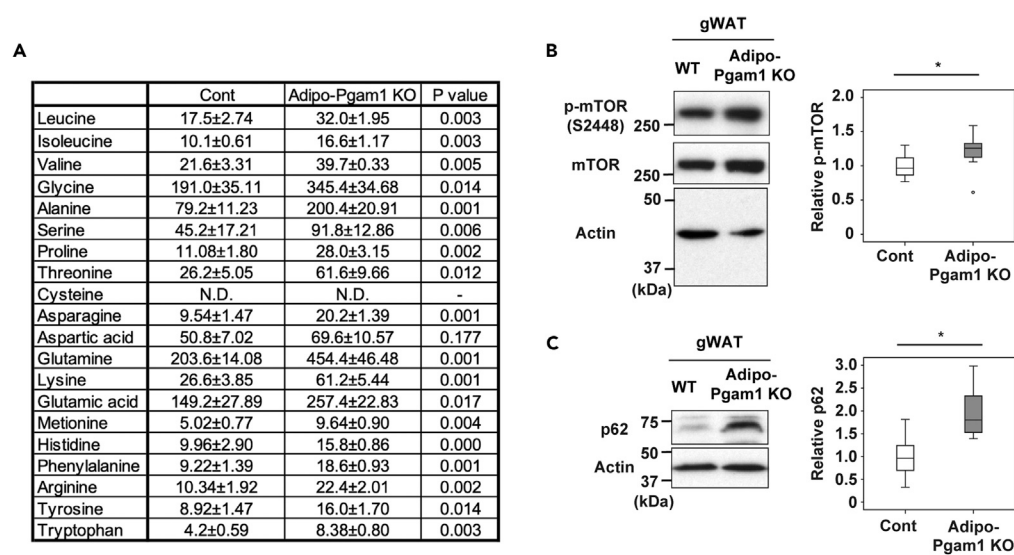 A
Cont Adipo-Pgam1 KO P value
Leucine 17.5±2.74 32.0±1.95 0.003
Isoleucine 10.1±0.61 16.6±1.17 0.003
Valine 21.6±3.31 39.7±0.33 0.005
Glycine 191.0±35.11 345.4±34.68 0.014
Alanine 79.2±11.23 200.4±20.91 0.001
Serine 45.2±17.21 91.8±12.86 0.006
Proline 11.08±1.80 28.0±3.15 0.002
Threonine 26.2±5.05 61.6±9.66 0.012
Cysteine N.D. N.D. -
Asparagine 9.54±1.47 20.2±1.39 0.001
Aspartic acid 50.8±7.02 69.6±10.57 0.177
Glutamine 203.6±14.08 454.4±46.48 0.001
Lysine 26.6±3.85 61.2±5.44 0.001
Glutamic acid 149.2±27.89 257.4±22.83 0.017
Metionine 5.02±0.77 9.64±0.90 0.004
Histidine 9.96±2.90 15.8±0.86 0.000
Phenylalanine 9.22±1.39 18.6±0.93 0.001
Arginine 10.34±1.92 22.4±2.01 0.002
Tyrosine 8.92±1.47 16.0±1.70 0.014
Tryptophan 4.2±0.59 8.38±0.80 0.003
B
gWAT
WT Adipo-
Pgam1 KO
p-mTOR
(S2448)
250
mTOR
250
50
Actin
37
(kDa)
*
Relative p-mTOR
2.0
1.5
1.0
0.5
0
Cont Adipo-
Pgam1 KO
C
gWAT
WT Adipo-
Pgam1 KO
p62
75
50
Actin
37
(kDa)
*
Relative p62
3.0
2.5
2.0
1.5
1.0
0.5
0
Cont Adipo-
Pgam1 KO